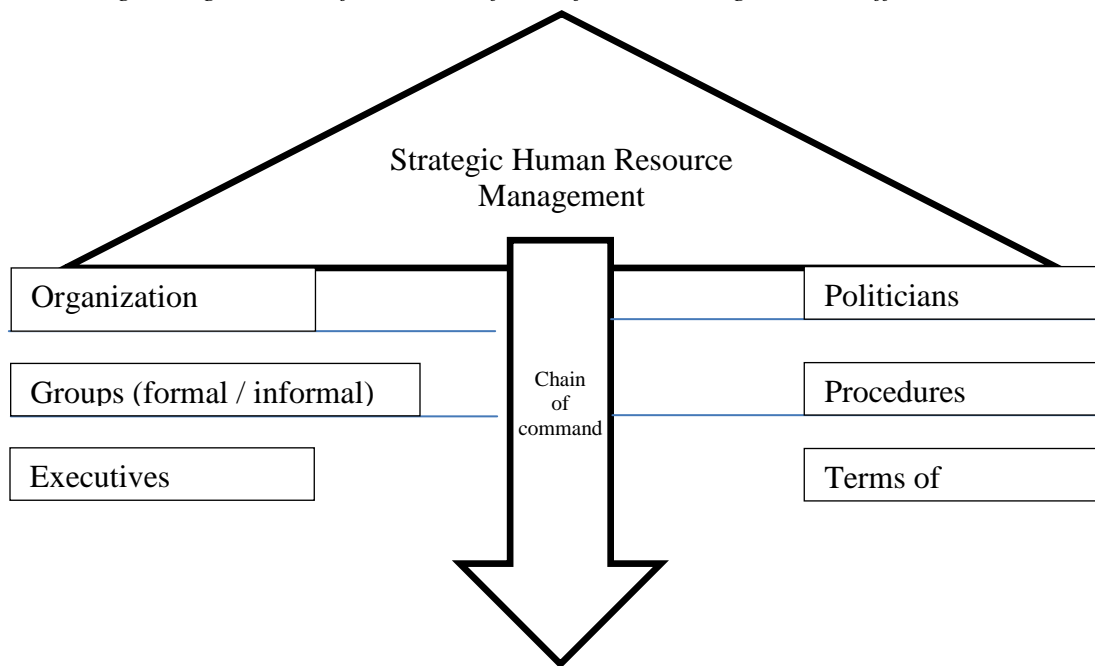 Strategic Human Resource
Management
Organization
Politicians
Groups (formal / informal)
Chain
of
command
Procedures
Executives
Terms of